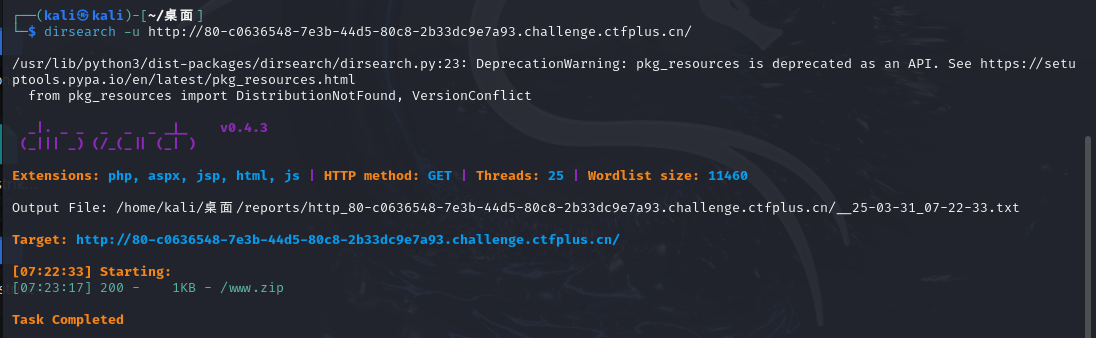 ┌──(kali㉿kali)-[~/桌面]
└─$ dirsearch -u http://80-c0636548-7e3b-44d5-80c8-2b33dc9e7a93.challenge.ctfplus.cn/
/usr/lib/python3/dist-packages/dirsearch/dirsearch.py:23: DeprecationWarning: pkg_resources is deprecated as an API. See https://setu
ptools.pypa.io/en/latest/pkg_resources.html
  from pkg_resources import DistributionNotFound, VersionConflict
  _|. _ _  _  _  _ _|_    v0.4.3
 (_||| _) (/_(_|| (_| )
Extensions: php, aspx, jsp, html, js | HTTP method: GET | Threads: 25 | Wordlist size: 11460
Output File: /home/kali/桌面/reports/http_80-c0636548-7e3b-44d5-80c8-2b33dc9e7a93.challenge.ctfplus.cn/__25-03-31_07-22-33.txt
Target: http://80-c0636548-7e3b-44d5-80c8-2b33dc9e7a93.challenge.ctfplus.cn/
[07:22:33] Starting:
[07:23:17] 200 -    1KB - /www.zip
Task Completed